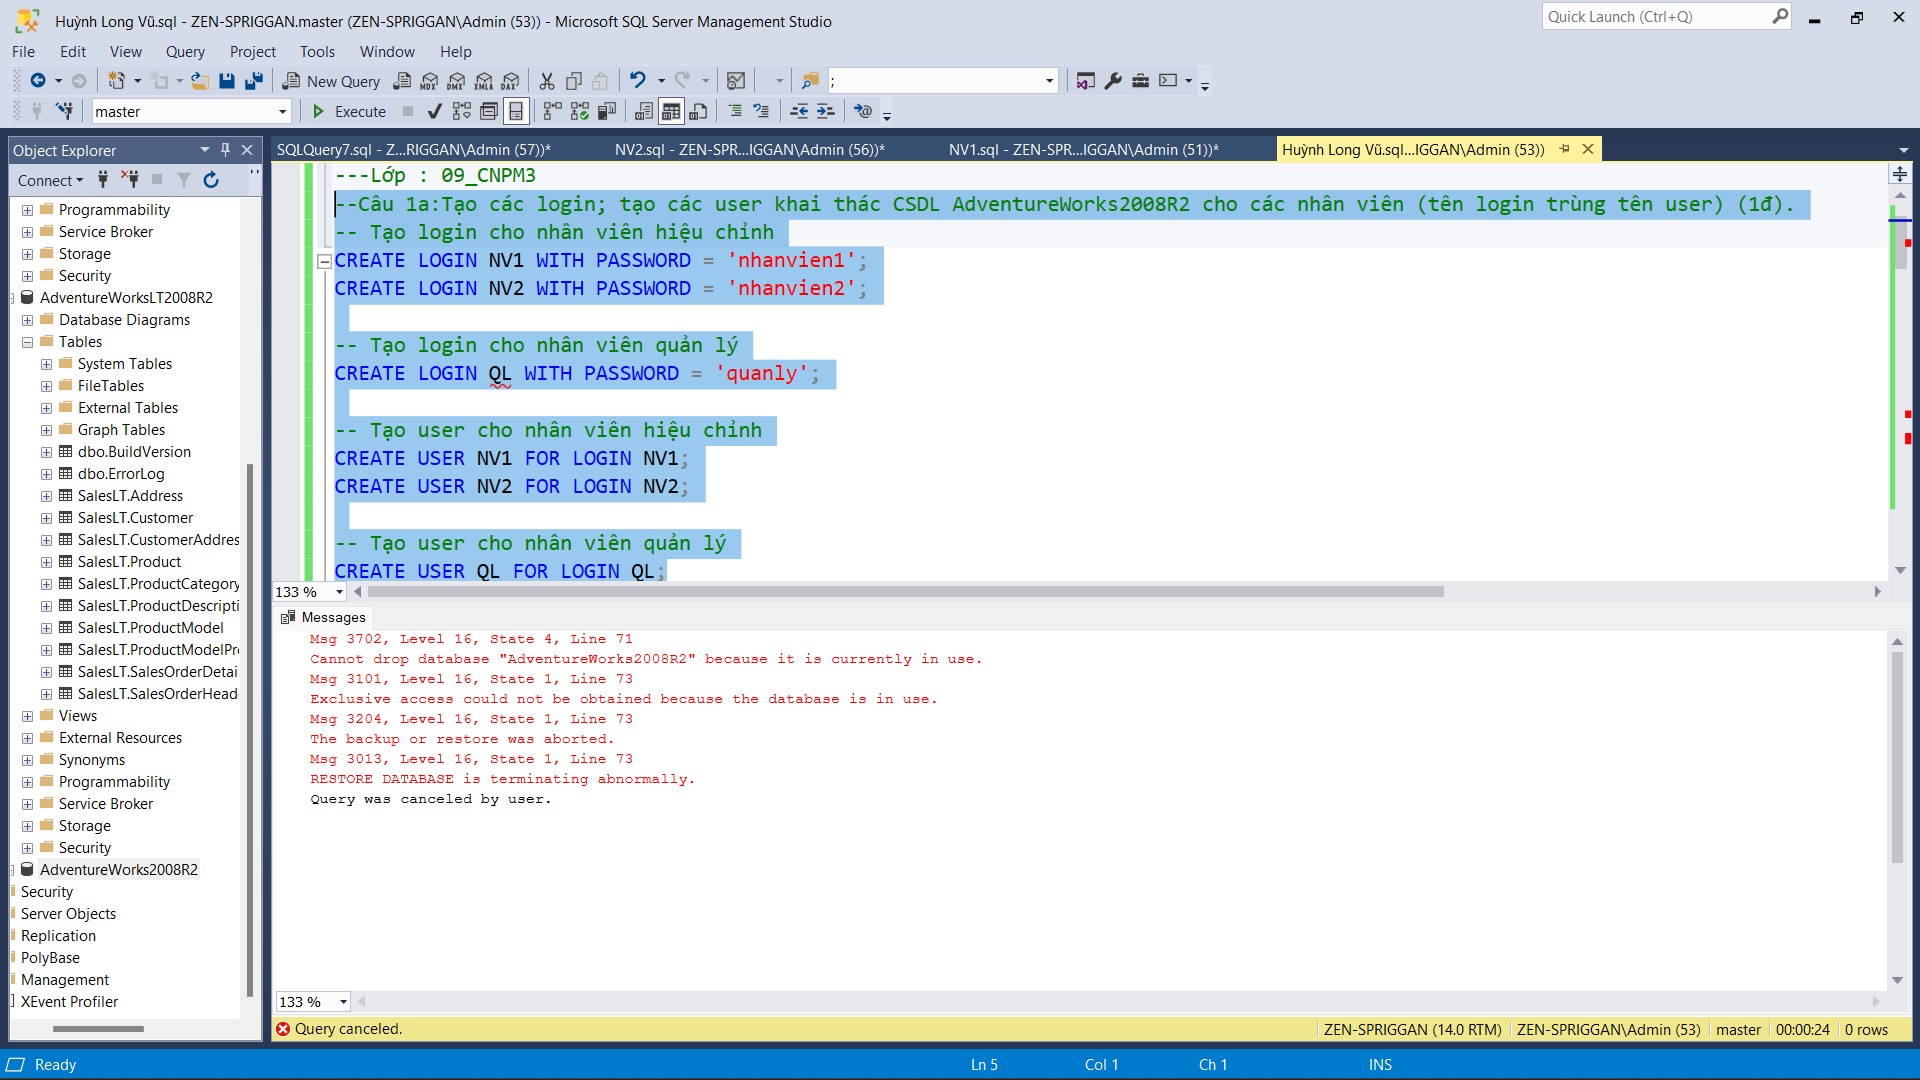 Huỳnh Long Vũ.sql - ZEN-SPRIGGAN.master (ZEN-SPRIGGAN\Admin (53)) - Microsoft SQL Server Management Studio
Quick Launch (Ctrl+Q)
File Edit View Query Project Tools Window Help
New Query MDX DMX XMLA DAX ;
master Execute
Object Explorer
Connect
Programmability
Service Broker
Storage
Security
AdventureWorksLT2008R2
Database Diagrams
Tables
System Tables
FileTables
External Tables
Graph Tables
dbo.BuildVersion
dbo.ErrorLog
SalesLT.Address
SalesLT.Customer
SalesLT.CustomerAddres
SalesLT.Product
SalesLT.ProductCategory
SalesLT.ProductDescripti
SalesLT.ProductModel
SalesLT.ProductModelPr
SalesLT.SalesOrderDetai
SalesLT.SalesOrderHead
Views
External Resources
Synonyms
Programmability
Service Broker
Storage
Security
AdventureWorks2008R2
Security
Server Objects
Replication
PolyBase
Management
XEvent Profiler
SQLQuery7.sql - Z...RIGGAN\Admin (57))* NV2.sql - ZEN-SPR...IGGAN\Admin (56))* NV1.sql - ZEN-SPR...IGGAN\Admin (51))* Huỳnh Long Vũ.sql...IGGAN\Admin (53))
---Lớp : 09_CNPM3
--Câu 1a:Tạo các login; tạo các user khai thác CSDL AdventureWorks2008R2 cho các nhân viên (tên login trùng tên user) (1đ).
-- Tạo login cho nhân viên hiệu chỉnh
CREATE LOGIN NV1 WITH PASSWORD = 'nhanvien1';
CREATE LOGIN NV2 WITH PASSWORD = 'nhanvien2';
-- Tạo login cho nhân viên quản lý
CREATE LOGIN QL WITH PASSWORD = 'quanly';
-- Tạo user cho nhân viên hiệu chỉnh
CREATE USER NV1 FOR LOGIN NV1;
CREATE USER NV2 FOR LOGIN NV2;
-- Tạo user cho nhân viên quản lý
CREATE USER QL FOR LOGIN QL;
133 %
Messages
Msg 3702, Level 16, State 4, Line 71
Cannot drop database "AdventureWorks2008R2" because it is currently in use.
Msg 3101, Level 16, State 1, Line 73
Exclusive access could not be obtained because the database is in use.
Msg 3204, Level 16, State 1, Line 73
The backup or restore was aborted.
Msg 3013, Level 16, State 1, Line 73
RESTORE DATABASE is terminating abnormally.
Query was canceled by user.
133 %
Query canceled. ZEN-SPRIGGAN (14.0 RTM) ZEN-SPRIGGAN\Admin (53) master 00:00:24 0 rows
Ready Ln 5 Col 1 Ch 1 INS